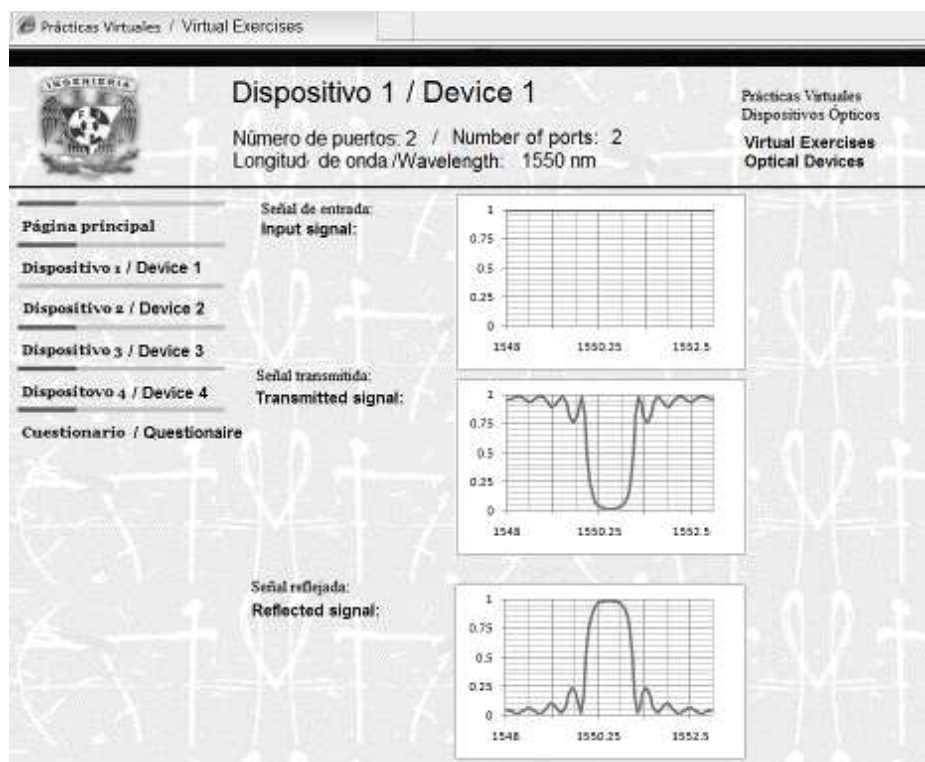 Prácticas Virtuales / Virtual Exercises
INGENIERIA
Dispositivo 1 / Device 1
Número de puertos: 2 / Number of ports: 2
Longitud de onda /Wavelength: 1550 nm
Prácticas Virtuales
Dispositivos Ópticos
Virtual Exercises
Optical Devices
Página principal
Dispositivo 1 / Device 1
Dispositivo 2 / Device 2
Dispositivo 3 / Device 3
Dispositovo 4 / Device 4
Cuestionario / Questionaire
Señal de entrada:
Input signal:
1
0.75
0.5
0.25
0
1548 1550.25 1552.5
Señal transmitida:
Transmitted signal:
1
0.75
0.5
0.25
0
1548 1550.25 1552.5
Señal reflejada:
Reflected signal:
1
0.75
0.5
0.25
0
1548 1550.25 1552.5